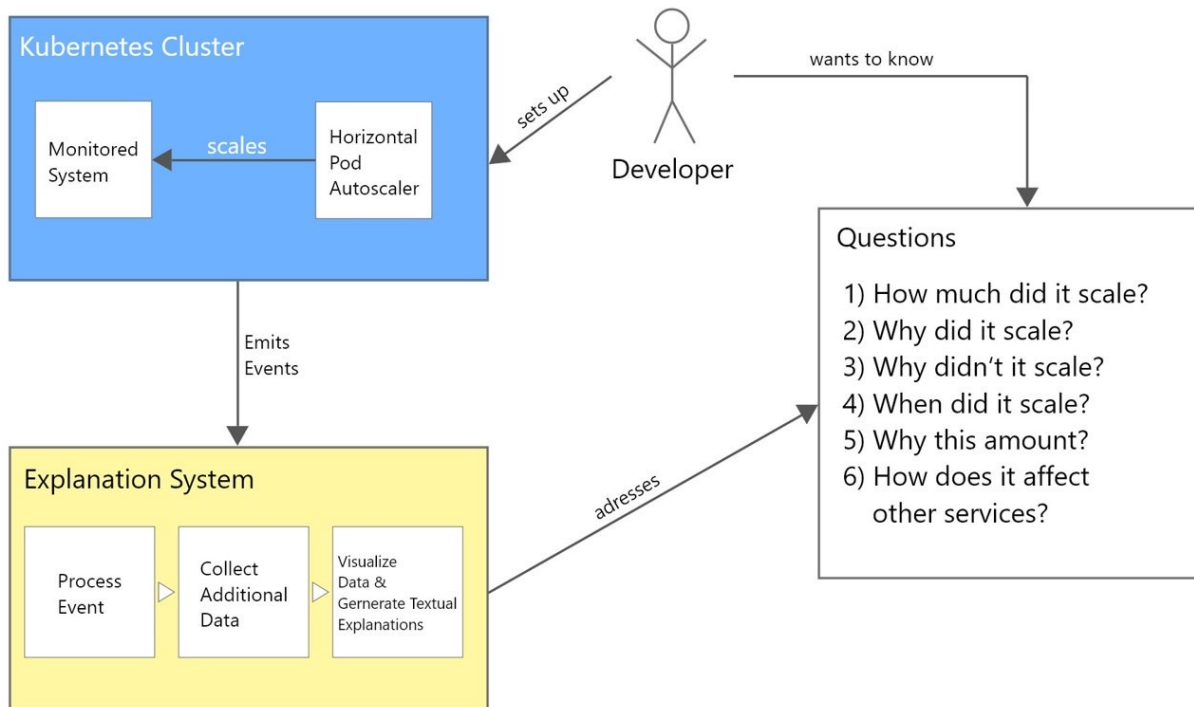 Kubernetes Cluster
Monitored
System
scales
Horizontal
Pod
Autoscaler
sets up
Developer
wants to know
Questions
1) How much did it scale?
2) Why did it scale?
3) Why didn‘t it scale?
4) When did it scale?
5) Why this amount?
6) How does it affect
other services?
Emits
Events
adresses
Explanation System
Process
Event
Collect
Additional
Data
Visualize
Data &
Gernerate Textual
Explanations